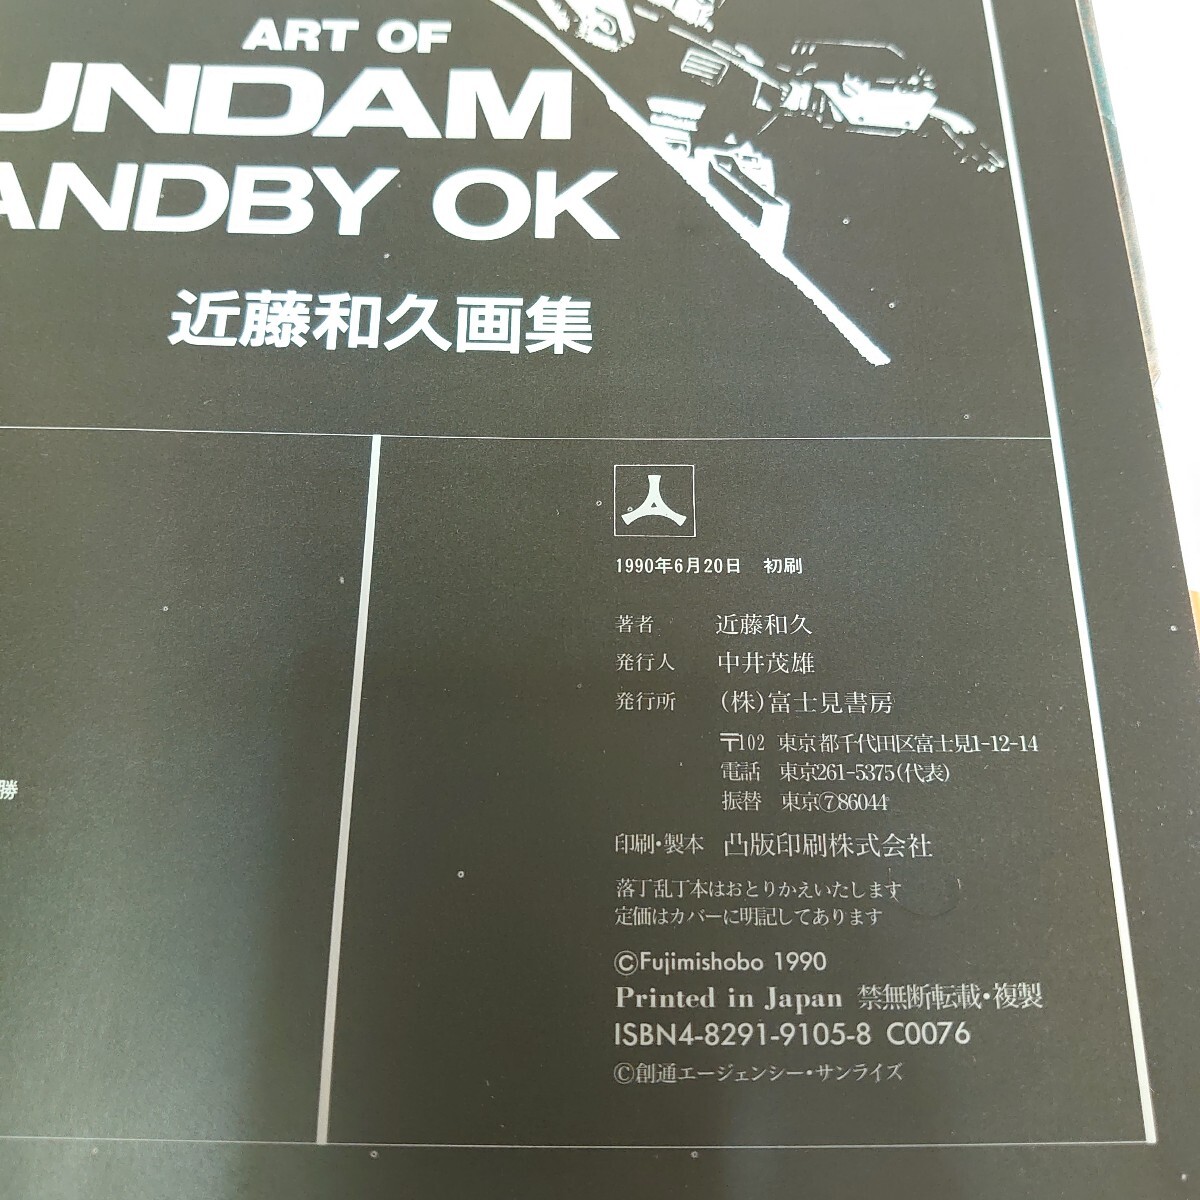 ART OF
UNDAM
ANDBY OK
近藤和久画集
1990年6月20日 初刷
著者 近藤和久
発行人 中井茂雄
発行所 (株)富士見書房
〒102 東京都千代田区富士見1-12-14
電話 東京261-5375(代表)
振替 東京⑦86044
勝
印刷・製本 凸版印刷株式会社
落丁乱丁本はおとりかえいたします
定価はカバーに明記してあります
©Fujimishobo 1990
Printed in Japan 禁無断転載・複製
ISBN4-8291-9105-8 C0076
©創通エージェンシー・サンライズ